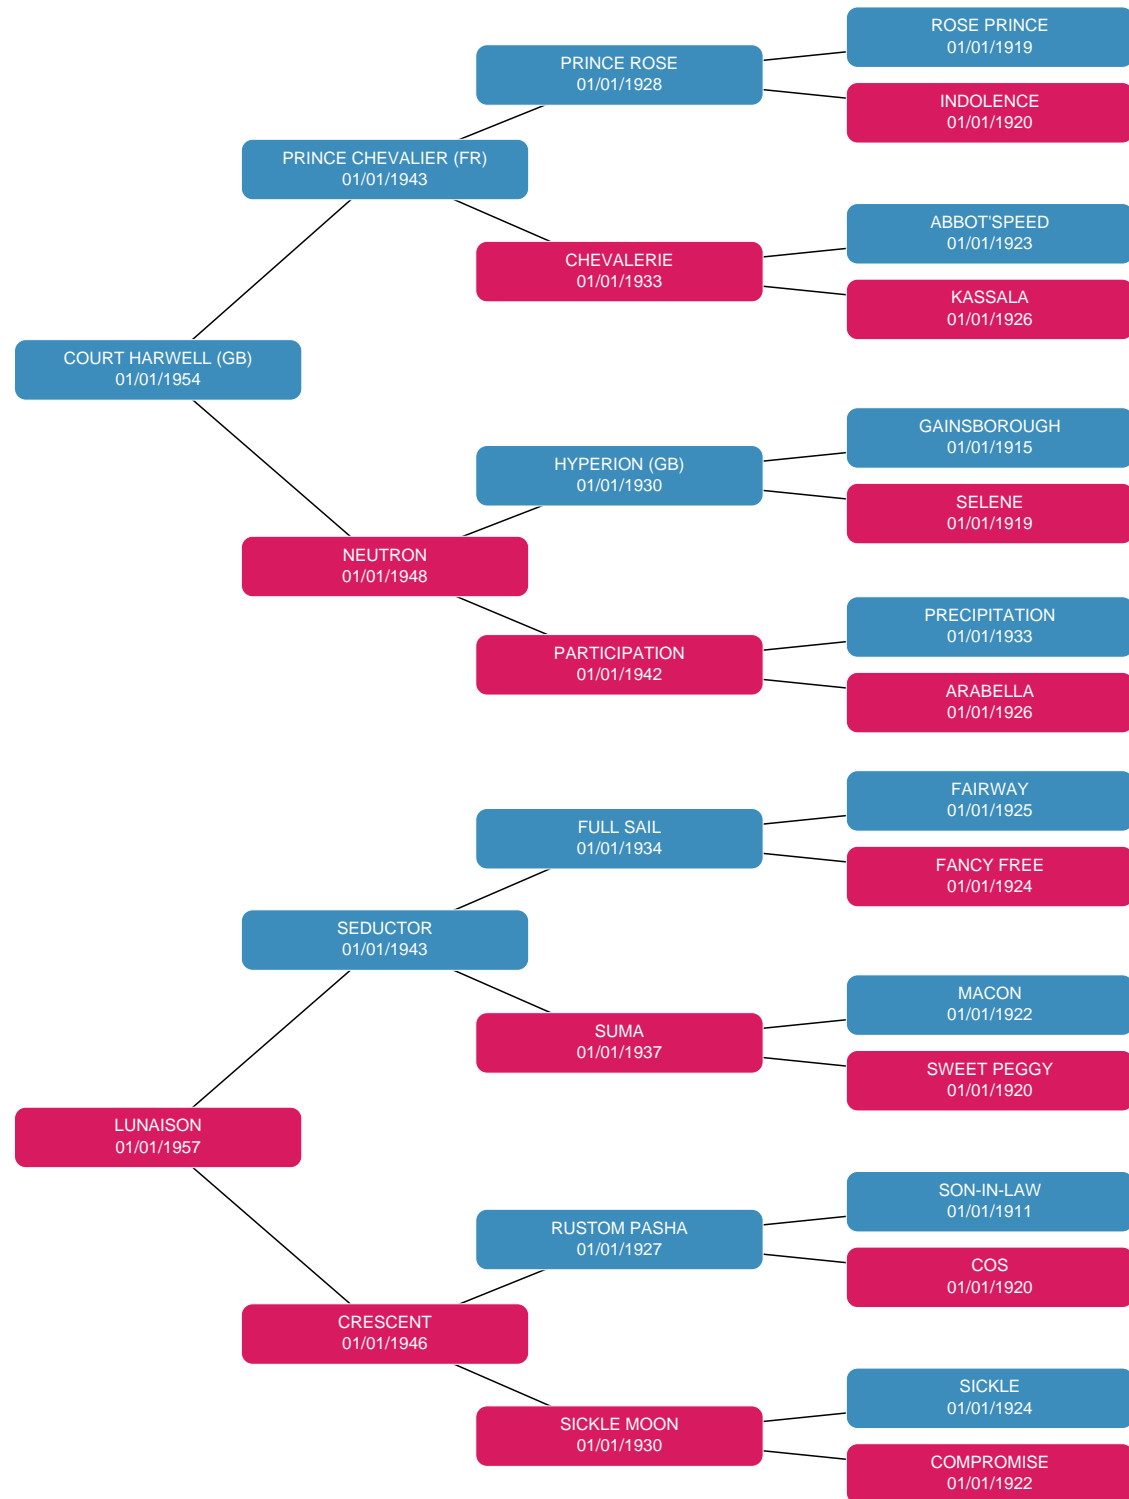 ROSE PRINCE
01/01/1919
PRINCE ROSE
01/01/1928
INDOLENCE
01/01/1920
PRINCE CHEVALIER (FR)
01/01/1943
ABBOT'SPEED
01/01/1923
CHEVALERIE
01/01/1933
KASSALA
01/01/1926
COURT HARWELL (GB)
01/01/1954
GAINSBOROUGH
01/01/1915
HYPERION (GB)
01/01/1930
SELENE
01/01/1919
NEUTRON
01/01/1948
PRECIPITATION
01/01/1933
PARTICIPATION
01/01/1942
ARABELLA
01/01/1926
FAIRWAY
01/01/1925
FULL SAIL
01/01/1934
FANCY FREE
01/01/1924
SEDUCTOR
01/01/1943
MACON
01/01/1922
SUMA
01/01/1937
SWEET PEGGY
01/01/1920
LUNAISON
01/01/1957
SON-IN-LAW
01/01/1911
RUSTOM PASHA
01/01/1927
COS
01/01/1920
CRESCENT
01/01/1946
SICKLE
01/01/1924
SICKLE MOON
01/01/1930
COMPROMISE
01/01/1922